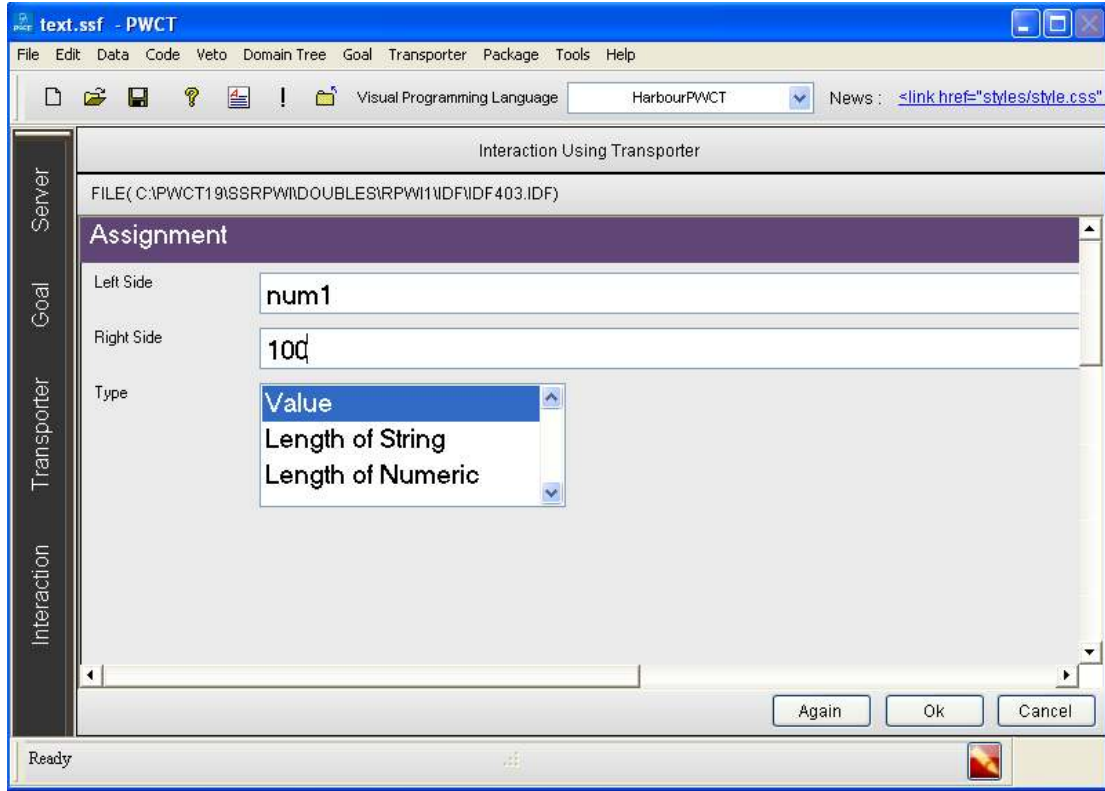 text.ssf - PWCT
File Edit Data Code Veto Domain Tree Goal Transporter Package Tools Help
Visual Programming Language HarbourPWCT News : <link href="styles/style.css"
Interaction Using Transporter
FILE( C:\PWCT19\SSRPWI\DOUBLES\RPWI1\IDF\IDF403.IDF)
Assignment
Left Side num1
Right Side 100
Type Value
Length of String
Length of Numeric
Server
Goal
Transporter
Interaction
Again Ok Cancel
Ready